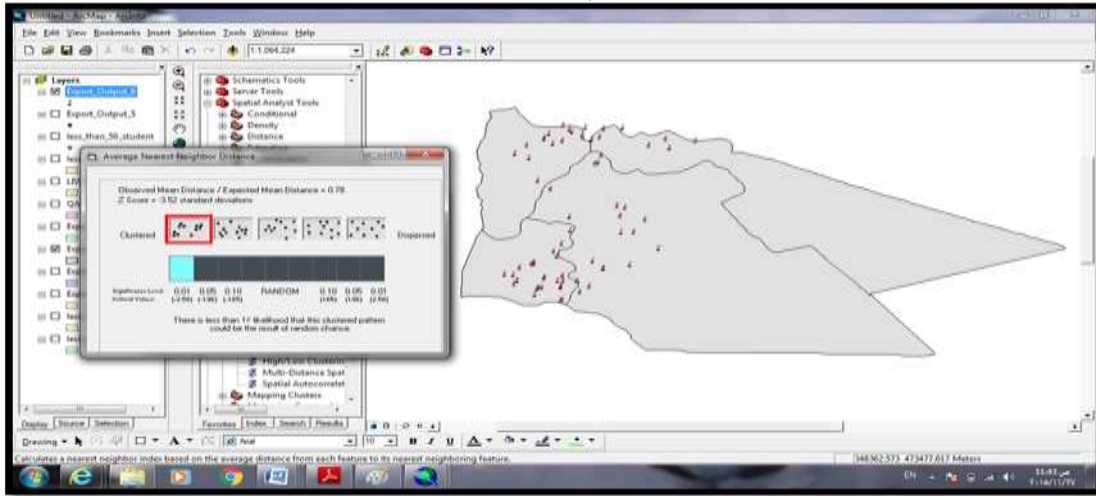 Untitled - ArcMap - ArcInfo
File Edit View Bookmarks Insert Selection Tools Window Help
1:1,064,224
Layers
Export_Output_6
Export_Output_5
less_than_50_student
Schematics Tools
Server Tools
Spatial Analyst Tools
Conditional
Density
Distance
Average Nearest Neighbor Distance
Observed Mean Distance / Expected Mean Distance = 0.78
Z Score = -3.52 standard deviations
Clustered
Dispersed
Significance Level: 0.01 0.05 0.10 RANDOM 0.10 0.05 0.01
Critical Values: (-2.58) (-1.96) (-1.65) (1.65) (1.96) (2.58)
There is less than 1% likelihood that this clustered pattern
could be the result of random chance.
High/Low Clustering
Multi-Distance Spat
Spatial Autocorrelat
Mapping Clusters
Display Source Selection
Favorites Index Search Results
Drawing
Arial
10
B I U A
Calculates a nearest neighbor index based on the average distance from each feature to its nearest neighboring feature.
348362.573 473477.017 Meters
EN